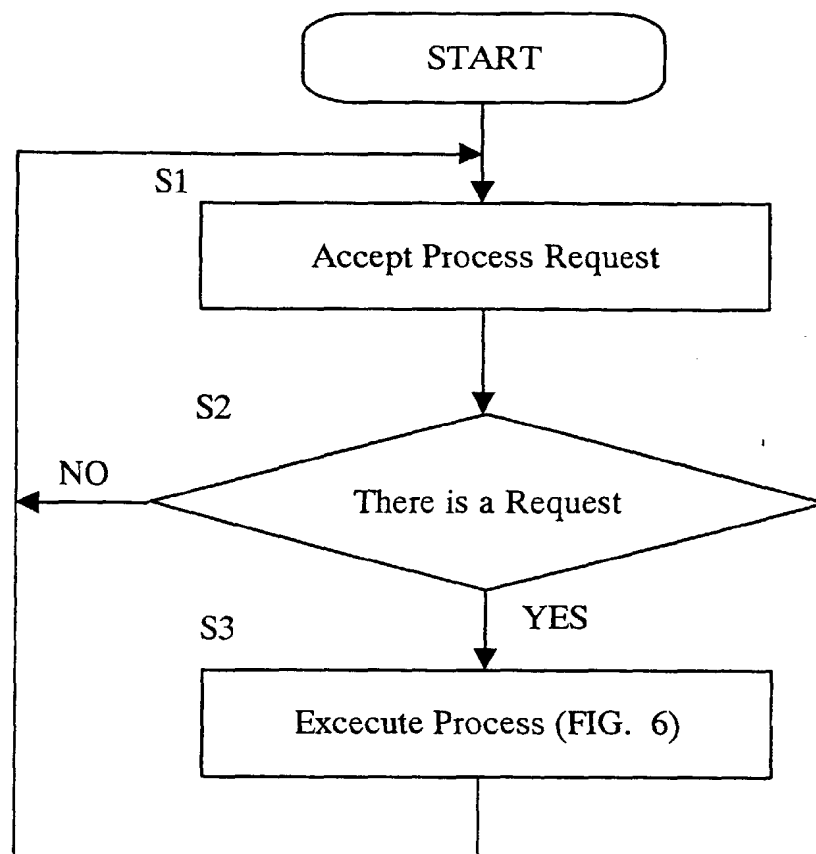 START
S1
Accept Process Request
S2
NO
There is a Request
YES
S3
Excecute Process (FIG. 6)